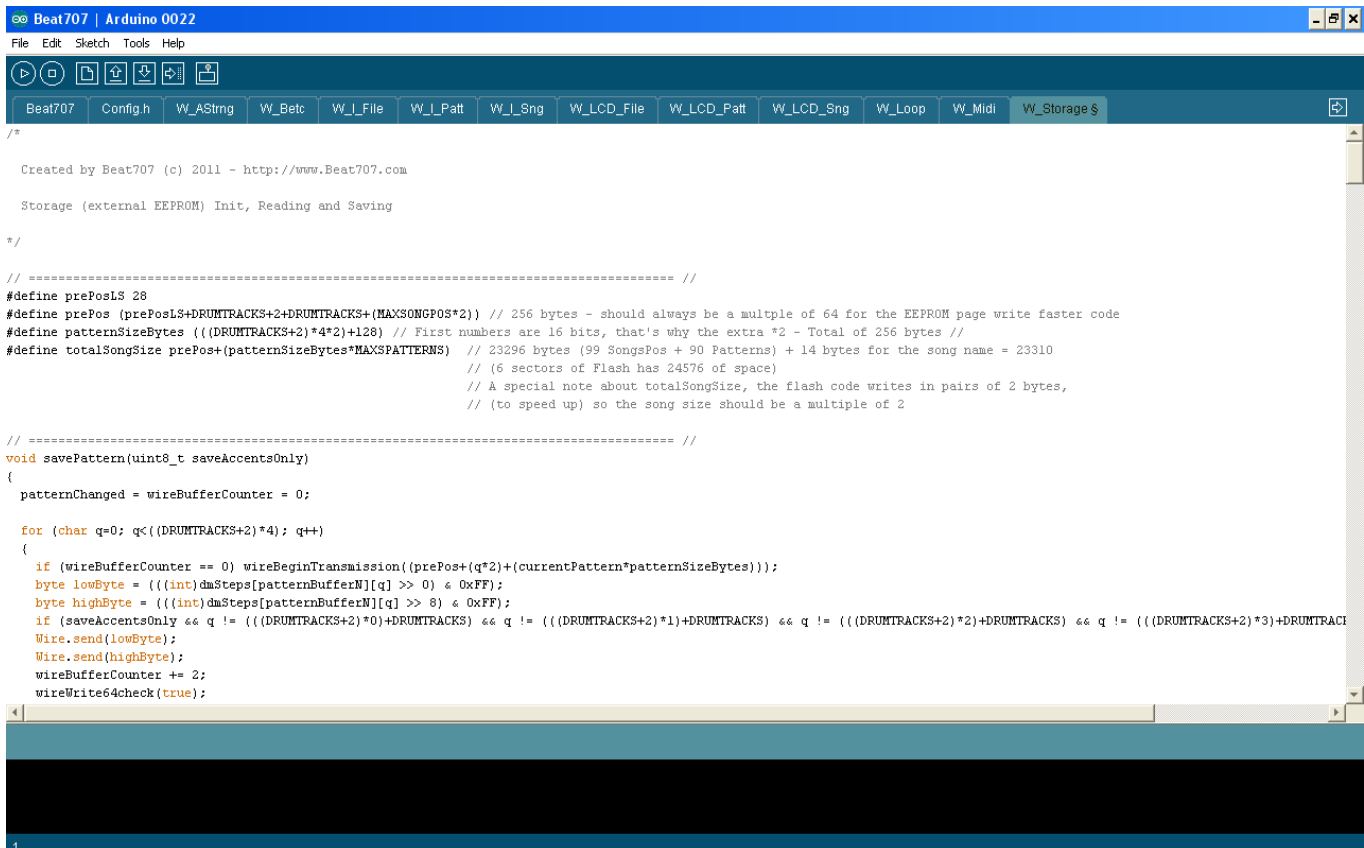 Beat707 | Arduino 0022
File Edit Sketch Tools Help
Beat707 Config.h W_AStrng W_Betc W_I_File W_I_Patt W_I_Sng W_LCD_File W_LCD_Patt W_LCD_Sng W_Loop W_Midi W_Storage §
/*
Created by Beat707 (c) 2011 - http://www.Beat707.com
Storage (external EEPROM) Init, Reading and Saving
*/
// ======================================================================================= //
#define prePosLS 28
#define prePos (prePosLS+DRUMTRACKS+2+DRUMTRACKS+(MAXSONGPOS*2)) // 256 bytes - should always be a multple of 64 for the EEPROM page write faster code
#define patternSizeBytes (((DRUMTRACKS+2)*4*2)+128) // First numbers are 16 bits, that's why the extra *2 - Total of 256 bytes //
#define totalSongSize prePos+(patternSizeBytes*MAXSPATTERNS) // 23296 bytes (99 SongsPos + 90 Patterns) + 14 bytes for the song name = 23310
// (6 sectors of Flash has 24576 of space)
// A special note about totalSongSize, the flash code writes in pairs of 2 bytes,
// (to speed up) so the song size should be a multiple of 2
// ======================================================================================= //
void savePattern(uint8_t saveAccentsOnly)
{
patternChanged = wireBufferCounter = 0;
for (char q=0; q<((DRUMTRACKS+2)*4); q++)
{
if (wireBufferCounter == 0) wireBeginTransmission((prePos+(q*2)+(currentPattern*patternSizeBytes)));
byte lowByte = (((int)dmSteps[patternBufferN][q] >> 0) & 0xFF);
byte highByte = (((int)dmSteps[patternBufferN][q] >> 8) & 0xFF);
if (saveAccentsOnly && q != (((DRUMTRACKS+2)*0)+DRUMTRACKS) && q != (((DRUMTRACKS+2)*1)+DRUMTRACKS) && q != (((DRUMTRACKS+2)*2)+DRUMTRACKS) && q != (((DRUMTRACKS+2)*3)+DRUMTRAC
Wire.send(lowByte);
Wire.send(highByte);
wireBufferCounter += 2;
wireWrite64check(true);
1